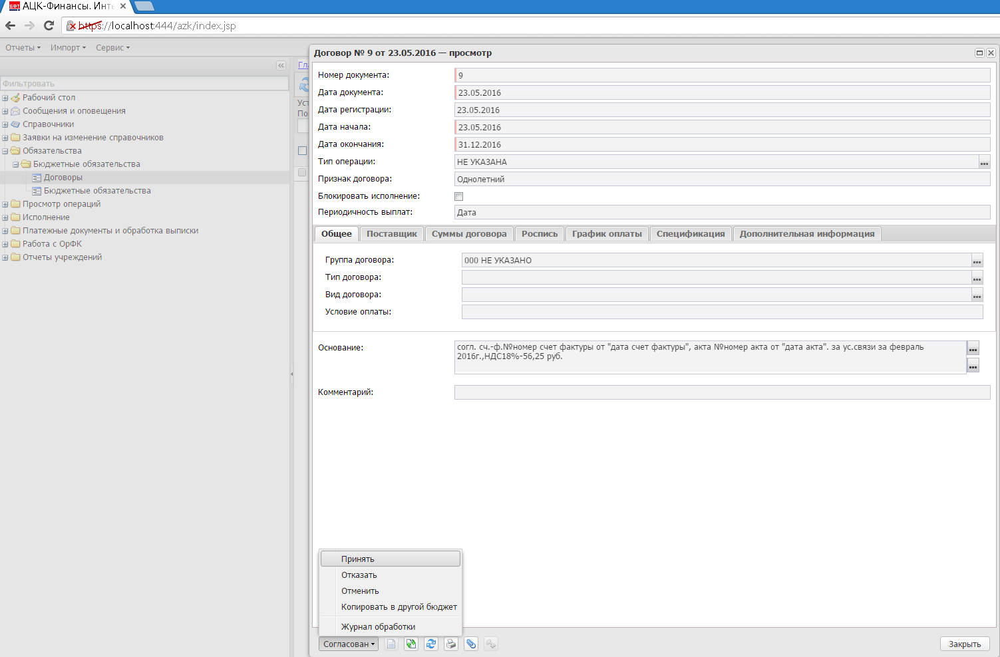 БФТ АЦК-Финансы. Инте
https://localhost:444/azk/index.jsp
Отчеты Импорт Сервис
Фильтровать
Рабочий стол
Сообщения и оповещения
Справочники
Заявки на изменение справочников
Обязательства
Бюджетные обязательства
Договоры
Бюджетные обязательства
Просмотр операций
Исполнение
Платежные документы и обработка выписки
Работа с ОрФК
Отчеты учреждений
Гла
Уст
По
Договор № 9 от 23.05.2016 — просмотр
Номер документа: 9
Дата документа: 23.05.2016
Дата регистрации: 23.05.2016
Дата начала: 23.05.2016
Дата окончания: 31.12.2016
Тип операции: НЕ УКАЗАНА ...
Признак договора: Однолетний
Блокировать исполнение:
Периодичность выплат: Дата
Общее Поставщик Суммы договора Роспись График оплаты Спецификация Дополнительная информация
Группа договора: 000 НЕ УКАЗАНО ...
Тип договора: ...
Вид договора: ...
Условие оплаты:
Основание: согл. сч.-ф.№номер счет фактуры от "дата счет фактуры", акта №номер акта от "дата акта". за ус.связи за февраль ...
2016г.,НДС18%-56,25 руб. ...
Комментарий:
Принять
Отказать
Отменить
Копировать в другой бюджет
Журнал обработки
Согласован Закрыть